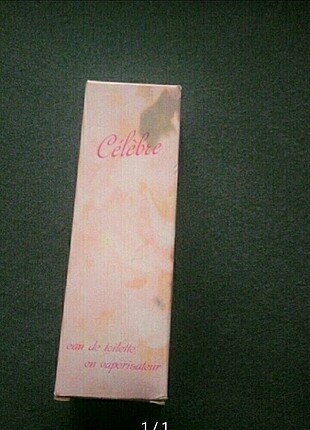 Célèbre
eau de toilette
en vaporisateur
1/1